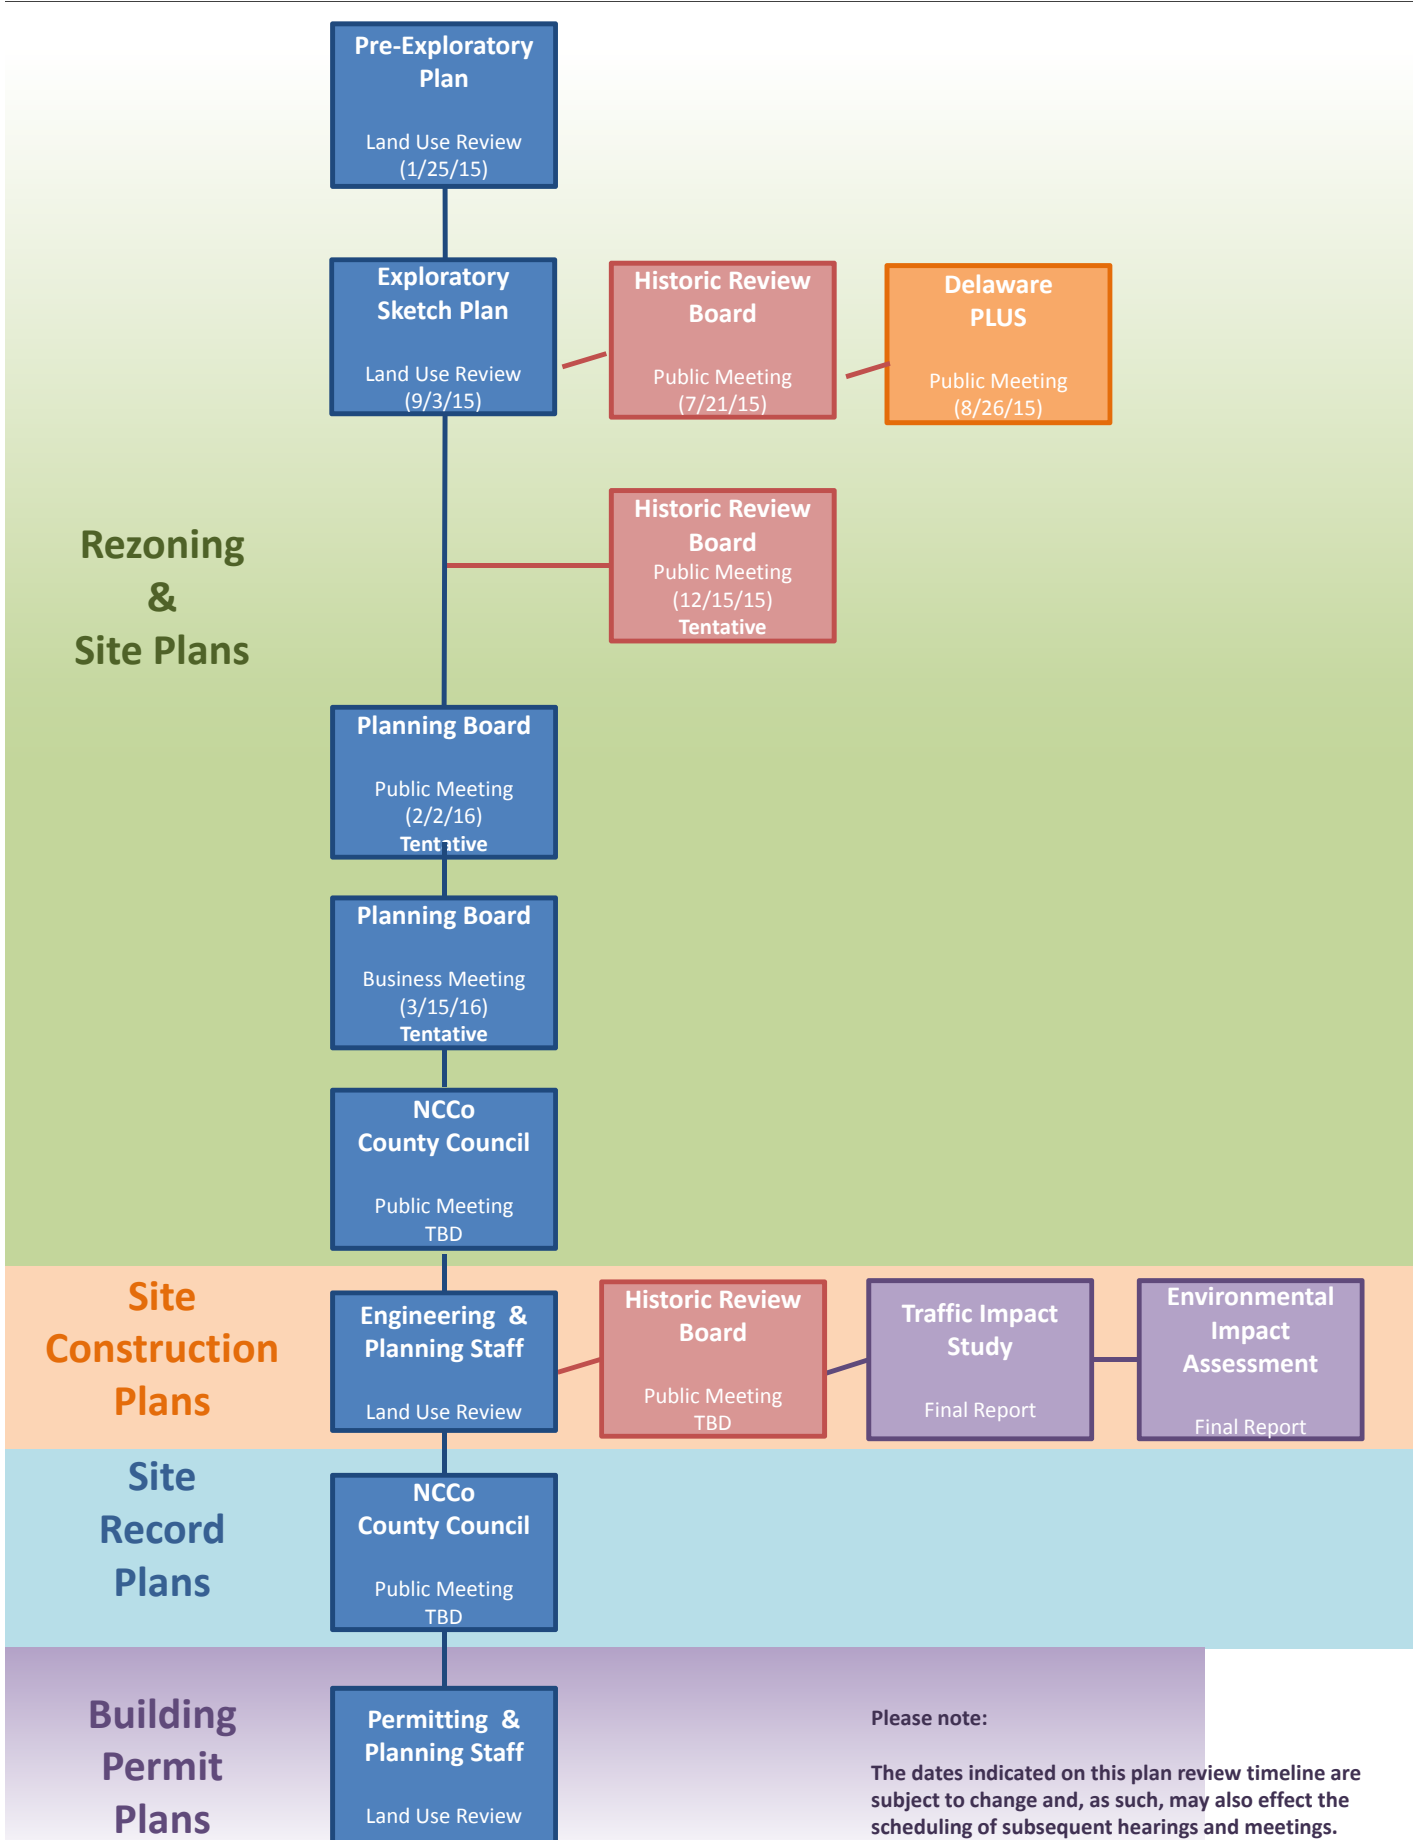 Pre-Exploratory
Plan
Land Use Review
(1/25/15)
Exploratory
Sketch Plan
Land Use Review
(9/3/15)
Historic Review
Board
Public Meeting
(7/21/15)
Delaware
PLUS
Public Meeting
(8/26/15)
Historic Review
Board
Public Meeting
(12/15/15)
Tentative
Rezoning
&
Site Plans
Planning Board
Public Meeting
(2/2/16)
Tentative
Planning Board
Business Meeting
(3/15/16)
Tentative
NCCo
County Council
Public Meeting
TBD
Site
Construction
Plans
Engineering & 
Planning Staff
Land Use Review
Historic Review
Board
Public Meeting
TBD
Traffic Impact
Study
Final Report
Environmental
Impact
Assessment
Final Report
Site
Record
Plans
NCCo
County Council
Public Meeting
TBD
Building
Permit
Plans
Permitting &
Planning Staff
Land Use Review
Please note:
The dates indicated on this plan review timeline are
subject to change and, as such, may also effect the
scheduling of subsequent hearings and meetings.